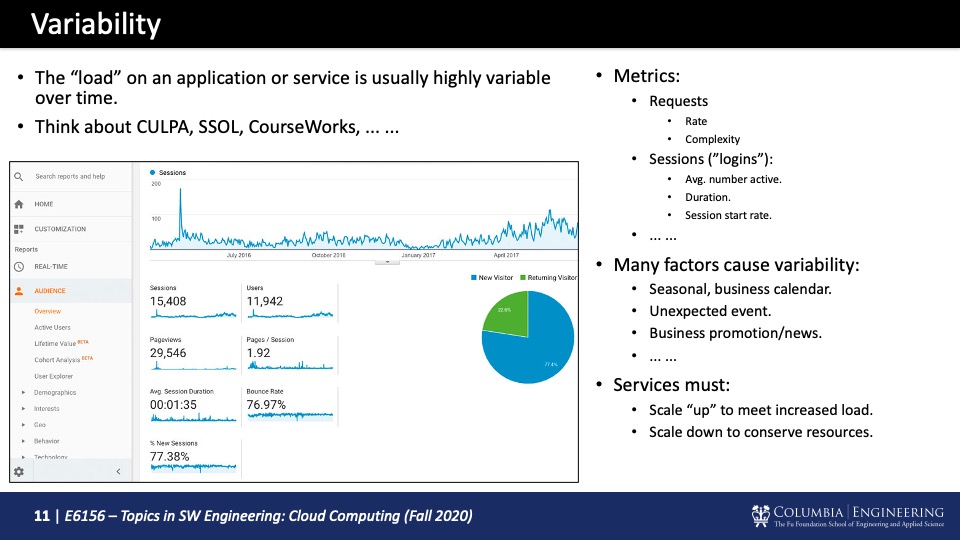 Variability
• The “load” on an application or service is usually highly variable
over time.
• Think about CULPA, SSOL, CourseWorks, ... ...
Search reports and help
HOME
CUSTOMIZATION
Reports
REAL-TIME
AUDIENCE
Overview
Active Users
Lifetime Value BETA
Cohort Analysis BETA
User Explorer
Demographics
Interests
Geo
Behavior
Technology
Sessions
200
100
July 2016
October 2016
January 2017
April 2017
New Visitor
Returning Visitor
Sessions
15,408
Users
11,942
Pageviews
29,546
Pages / Session
1.92
Avg. Session Duration
00:01:35
Bounce Rate
76.97%
% New Sessions
77.38%
22.6%
77.4%
• Metrics:
• Requests
• Rate
• Complexity
• Sessions (”logins”):
• Avg. number active.
• Duration.
• Session start rate.
• ... ...
• Many factors cause variability:
• Seasonal, business calendar.
• Unexpected event.
• Business promotion/news.
• ... ...
• Services must:
• Scale “up” to meet increased load.
• Scale down to conserve resources.
11 | E6156 – Topics in SW Engineering: Cloud Computing (Fall 2020)
COLUMBIA | ENGINEERING
The Fu Foundation School of Engineering and Applied Science